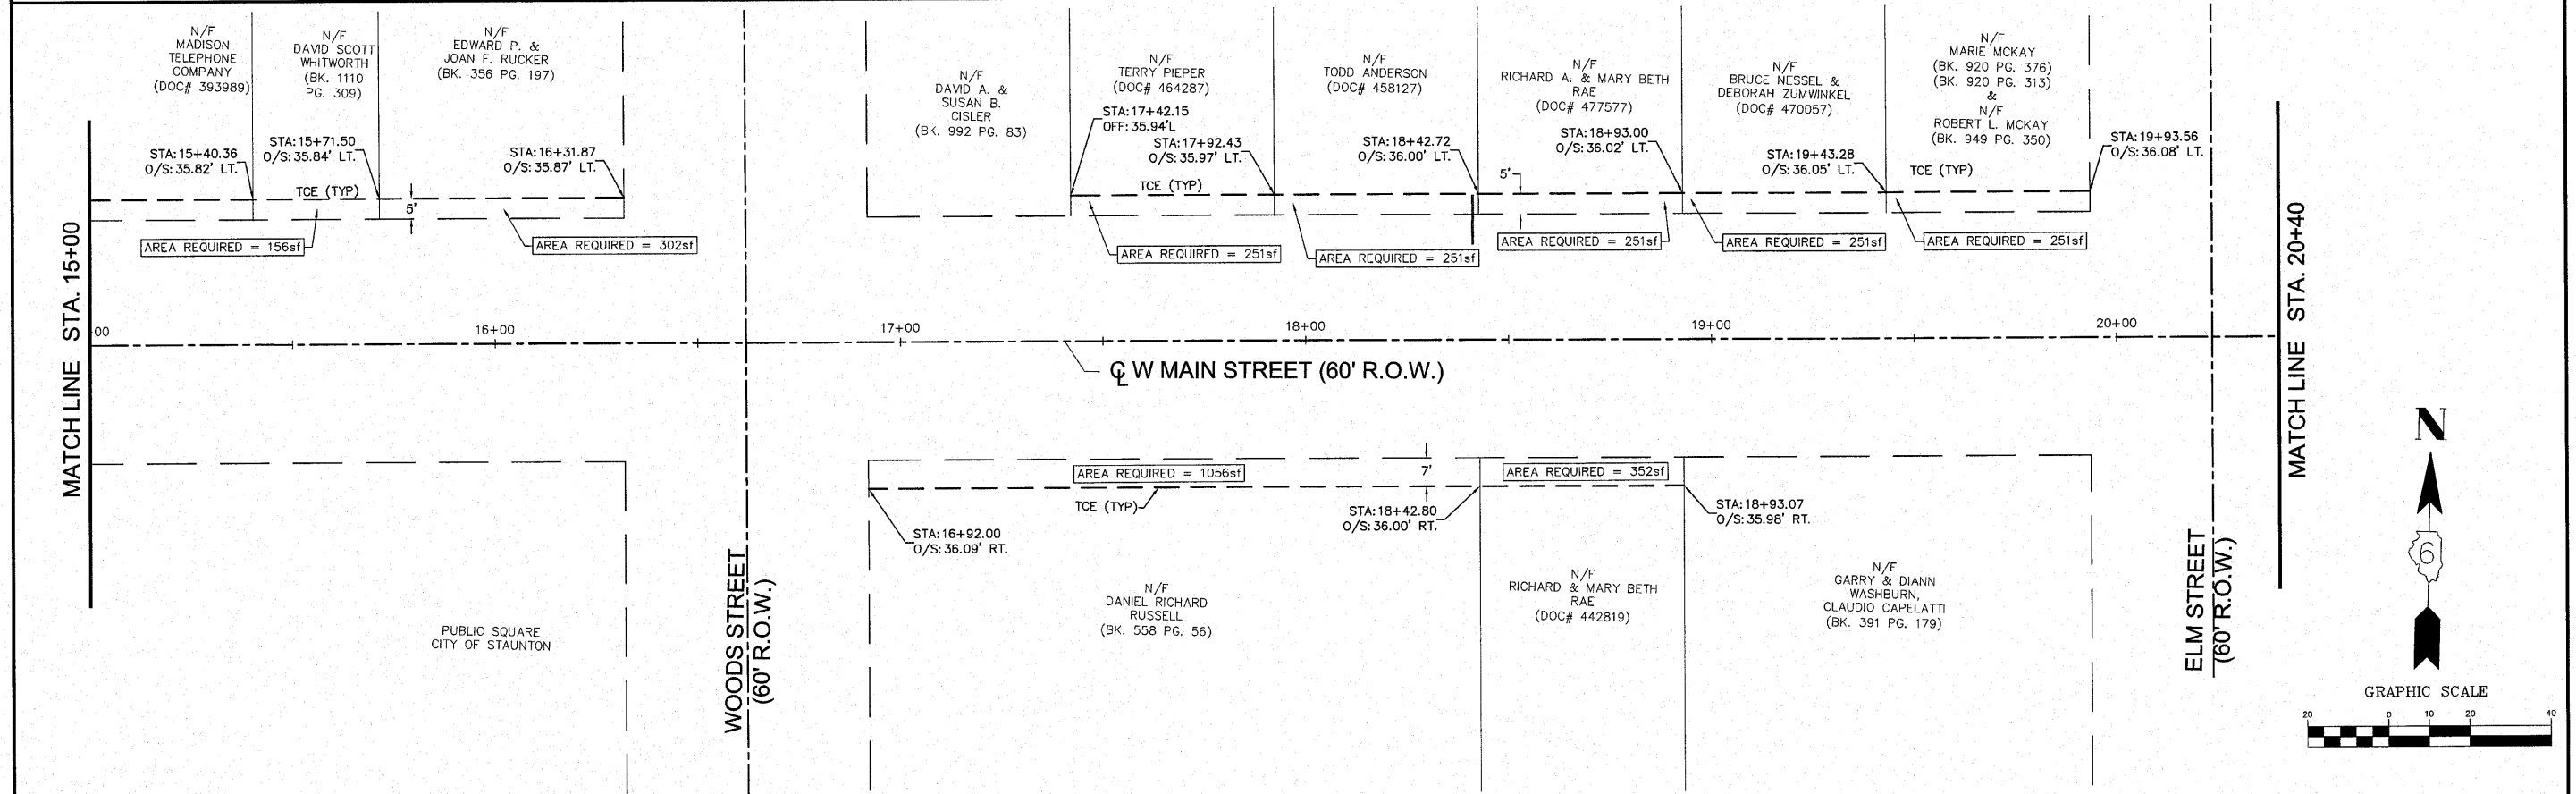 N/F
MADISON
TELEPHONE
COMPANY
(DOC# 393989)
N/F
DAVID SCOTT
WHITWORTH
(BK. 1110
PG. 309)
N/F
EDWARD P. &
JOAN F. RUCKER
(BK. 356 PG. 197)
N/F
DAVID A. &
SUSAN B.
CISLER
(BK. 992 PG. 83)
N/F
TERRY PIEPER
(DOC# 464287)
N/F
TODD ANDERSON
(DOC# 458127)
N/F
RICHARD A. & MARY BETH
RAE
(DOC# 477577)
N/F
BRUCE NESSEL &
DEBORAH ZUMWINKEL
(DOC# 470057)
N/F
MARIE MCKAY
(BK. 920 PG. 376)
(BK. 920 PG. 313)
&
N/F
ROBERT L. MCKAY
(BK. 949 PG. 350)
STA: 15+40.36
O/S: 35.82' LT.
STA: 15+71.50
O/S: 35.84' LT.
STA: 16+31.87
O/S: 35.87' LT.
STA: 17+42.15
OFF: 35.94'L
STA: 17+92.43
O/S: 35.97' LT.
STA: 18+42.72
O/S: 36.00' LT.
STA: 18+93.00
O/S: 36.02' LT.
STA: 19+43.28
O/S: 36.05' LT.
STA: 19+93.56
O/S: 36.08' LT.
TCE (TYP)
5'
TCE (TYP)
5'
TCE (TYP)
AREA REQUIRED = 156sf
AREA REQUIRED = 302sf
AREA REQUIRED = 251sf
AREA REQUIRED = 251sf
AREA REQUIRED = 251sf
AREA REQUIRED = 251sf
AREA REQUIRED = 251sf
MATCH LINE STA. 15+00
00
16+00
17+00
18+00
19+00
20+00
MATCH LINE STA. 20+40
℄ W MAIN STREET (60' R.O.W.)
AREA REQUIRED = 1056sf
7'
AREA REQUIRED = 352sf
TCE (TYP)
STA: 16+92.00
O/S: 36.09' RT.
STA: 18+42.80
O/S: 36.00' RT.
STA: 18+93.07
O/S: 35.98' RT.
PUBLIC SQUARE
CITY OF STAUNTON
WOODS STREET
(60' R.O.W.)
N/F
DANIEL RICHARD
RUSSELL
(BK. 558 PG. 56)
N/F
RICHARD & MARY BETH
RAE
(DOC# 442819)
N/F
GARRY & DIANN
WASHBURN,
CLAUDIO CAPELATTI
(BK. 391 PG. 179)
ELM STREET
(60' R.O.W.)
N
6
GRAPHIC SCALE
20 0 10 20 40